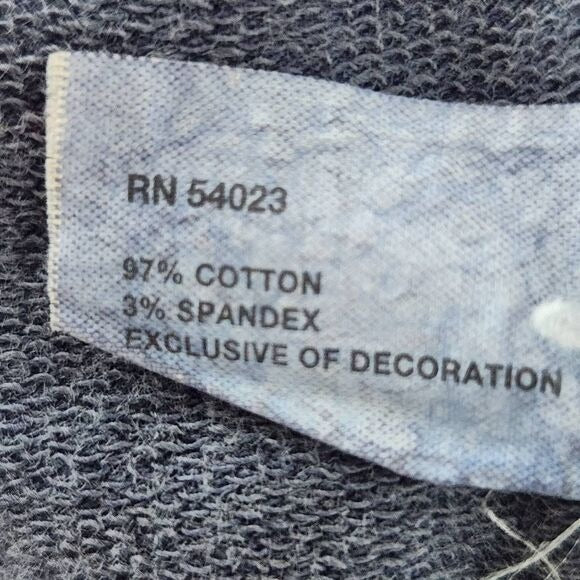 RN 54023
97% COTTON
3% SPANDEX
EXCLUSIVE OF DECORATION